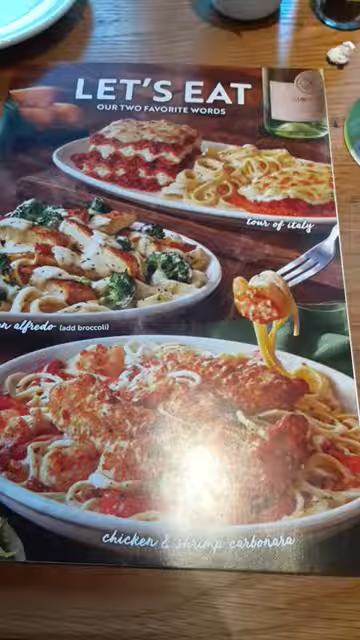 LET'S EAT
OUR TWO FAVORITE WORDS
tour of italy
alfredo (add broccoli)
chicken & shrimp carbonara